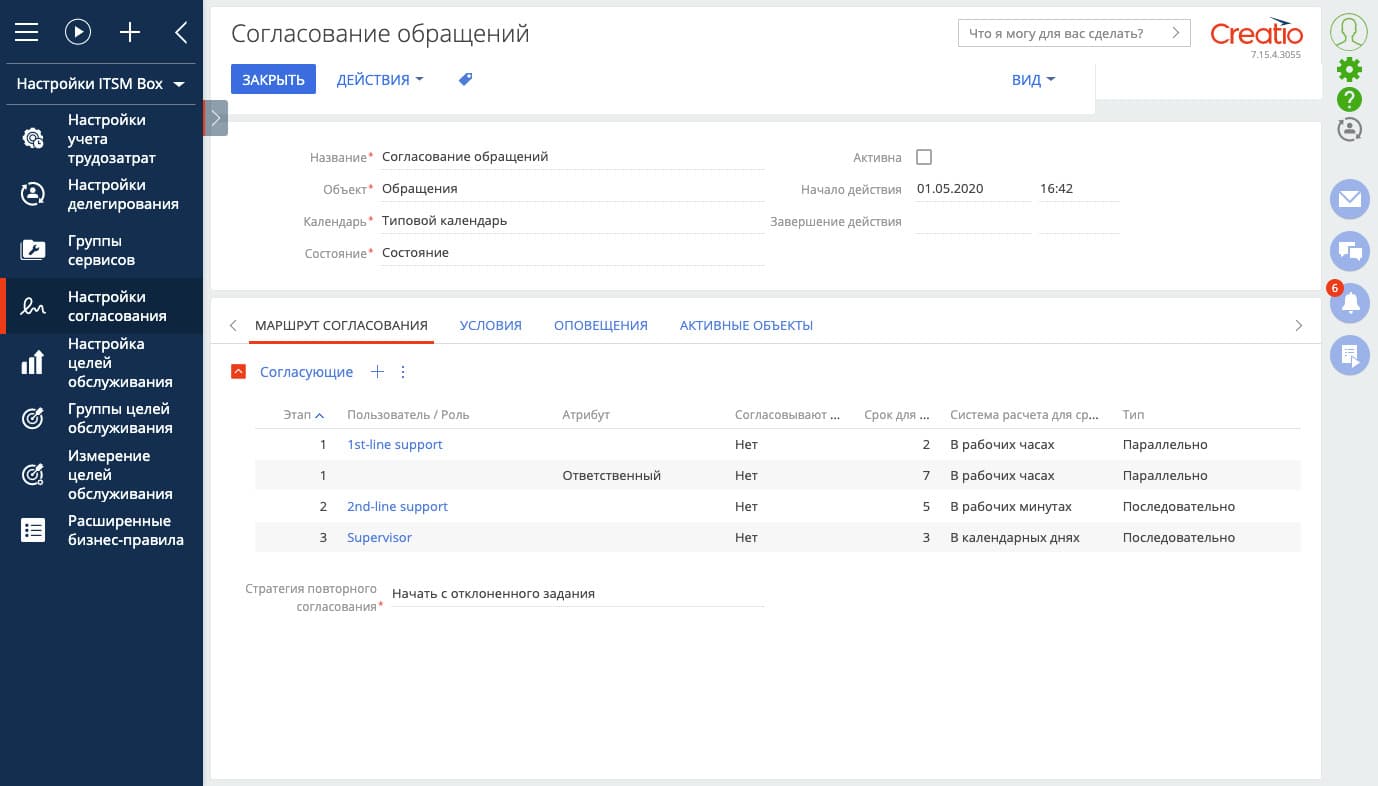 Настройки ITSM Box
Настройки
учета
трудозатрат
Настройки
делегирования
Группы
сервисов
Настройки
согласования
Настройка
целей
обслуживания
Группы целей
обслуживания
Измерение
целей
обслуживания
Расширенные
бизнес-правила
Согласование обращений
Что я могу для вас сделать?
Creatio
7.15.4.3055
ЗАКРЫТЬ ДЕЙСТВИЯ ВИД
Название* Согласование обращений Активна
Объект* Обращения Начало действия 01.05.2020 16:42
Календарь* Типовой календарь Завершение действия
Состояние* Состояние
МАРШРУТ СОГЛАСОВАНИЯ УСЛОВИЯ ОПОВЕЩЕНИЯ АКТИВНЫЕ ОБЪЕКТЫ
Согласующие
Этап Пользователь / Роль Атрибут Согласовывают ... Срок для ... Система расчета для ср... Тип
1 1st-line support Нет 2 В рабочих часах Параллельно
1 Ответственный Нет 7 В рабочих часах Параллельно
2 2nd-line support Нет 5 В рабочих минутах Последовательно
3 Supervisor Нет 3 В календарных днях Последовательно
Стратегия повторного
согласования* Начать с отклоненного задания
?
6